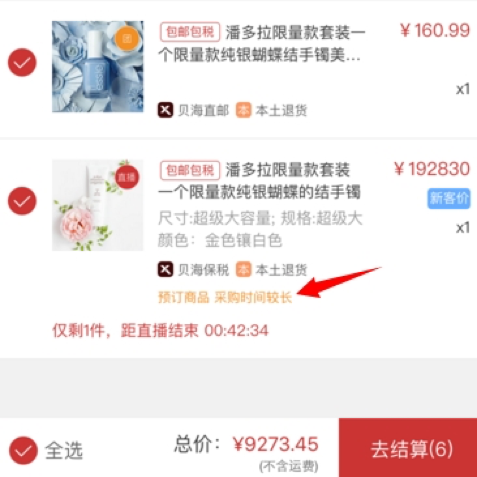 团
包邮包税 潘多拉限量款套装一
个限量款纯银蝴蝶结手镯美...
¥160.99
x1
贝海直邮 本 本土退货
直播
包邮包税 潘多拉限量款套装
一个限量款纯银蝴蝶的结手镯
¥192830
新客价
x1
尺寸:超级大容量; 规格:超级大
颜色：金色镶白色
贝海保税 本 本土退货
预订商品 采购时间较长
仅剩1件，距直播结束 00:42:34
全选
总价：¥9273.45
(不含运费)
去结算(6)